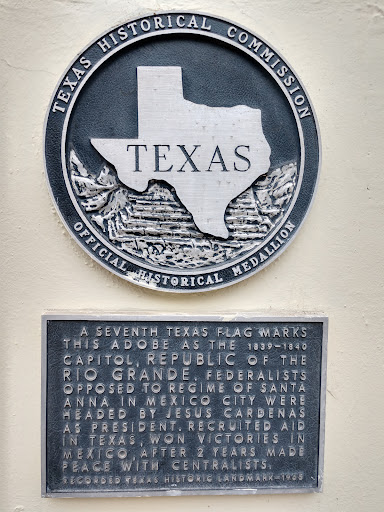 TEXAS HISTORICAL COMMISSION
TEXAS
OFFICIAL HISTORICAL MEDALLION
A SEVENTH TEXAS FLAG MARKS
THIS ADOBE AS THE 1839-1840
CAPITOL, REPUBLIC OF THE
RIO GRANDE, FEDERALISTS
OPPOSED TO REGIME OF SANTA
ANNA IN MEXICO CITY WERE
HEADED BY JESUS CARDENAS
AS PRESIDENT. RECRUITED AID
IN TEXAS, WON VICTORIES IN
MEXICO, AFTER 2 YEARS MADE
PEACE WITH CENTRALISTS.
RECORDED TEXAS HISTORIC LANDMARK-